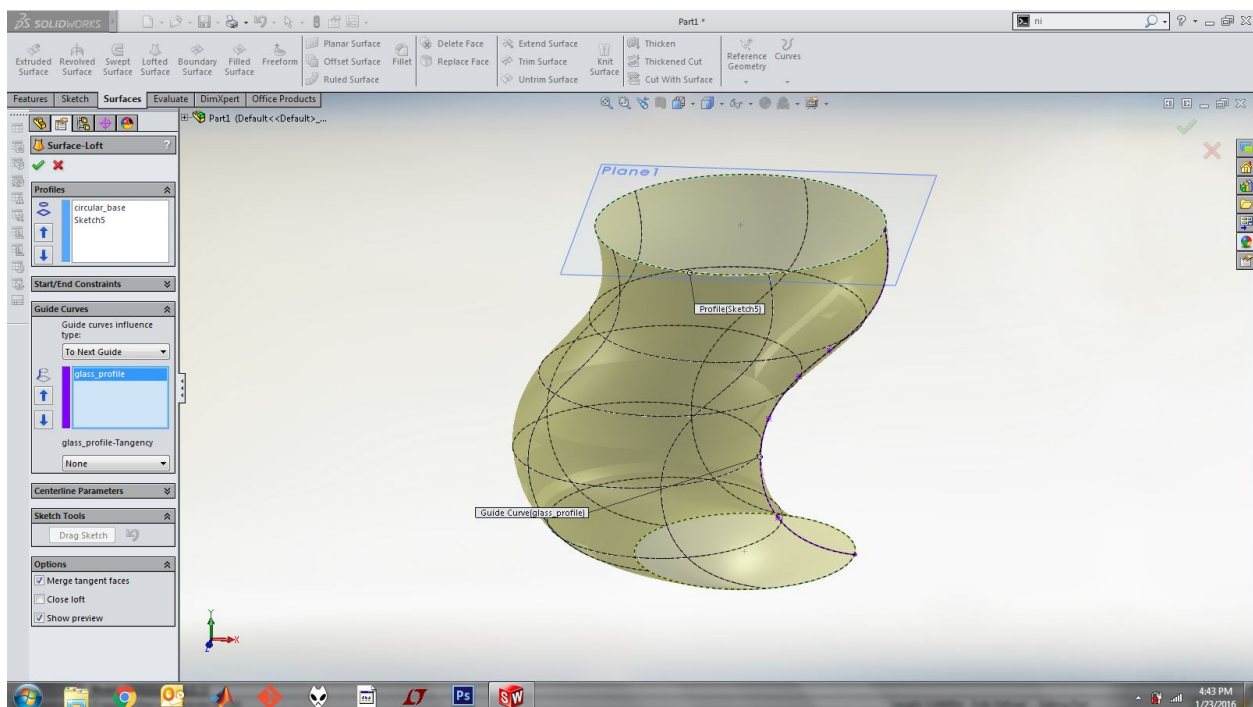 SOLIDWORKS
Part1 *
ni
Extruded Surface
Revolved Surface
Swept Surface
Lofted Surface
Boundary Surface
Filled Surface
Freeform
Planar Surface
Offset Surface
Ruled Surface
Fillet
Delete Face
Replace Face
Extend Surface
Trim Surface
Untrim Surface
Knit Surface
Thicken
Thickened Cut
Cut With Surface
Reference Geometry
Curves
Features
Sketch
Surfaces
Evaluate
DimXpert
Office Products
Part1 (Default<<Default>_...
Surface-Loft
?
Profiles
circular_base
Sketch5
Start/End Constraints
Guide Curves
Guide curves influence
type:
To Next Guide
glass_profile
glass_profile-Tangency
None
Centerline Parameters
Sketch Tools
Drag Sketch
Options
Merge tangent faces
Close loft
Show preview
Plane1
Profile(Sketch5)
Guide Curve(glass_profile)
Y
X
Z
Ps
SW
4:43 PM
1/23/2016